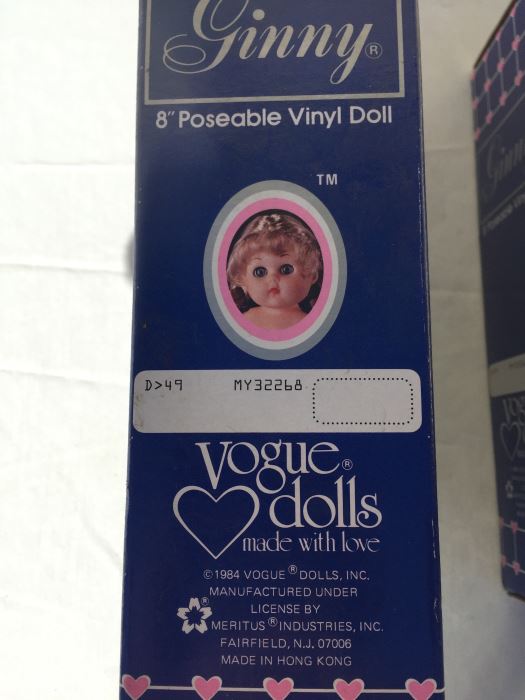 Ginny®
8" Poseable Vinyl Doll
TM
D>49 MY32268
Vogue®
dolls
made with love
©1984 VOGUE® DOLLS, INC.
MANUFACTURED UNDER
LICENSE BY
® MERITUS® INDUSTRIES, INC.
FAIRFIELD, N.J. 07006
MADE IN HONG KONG